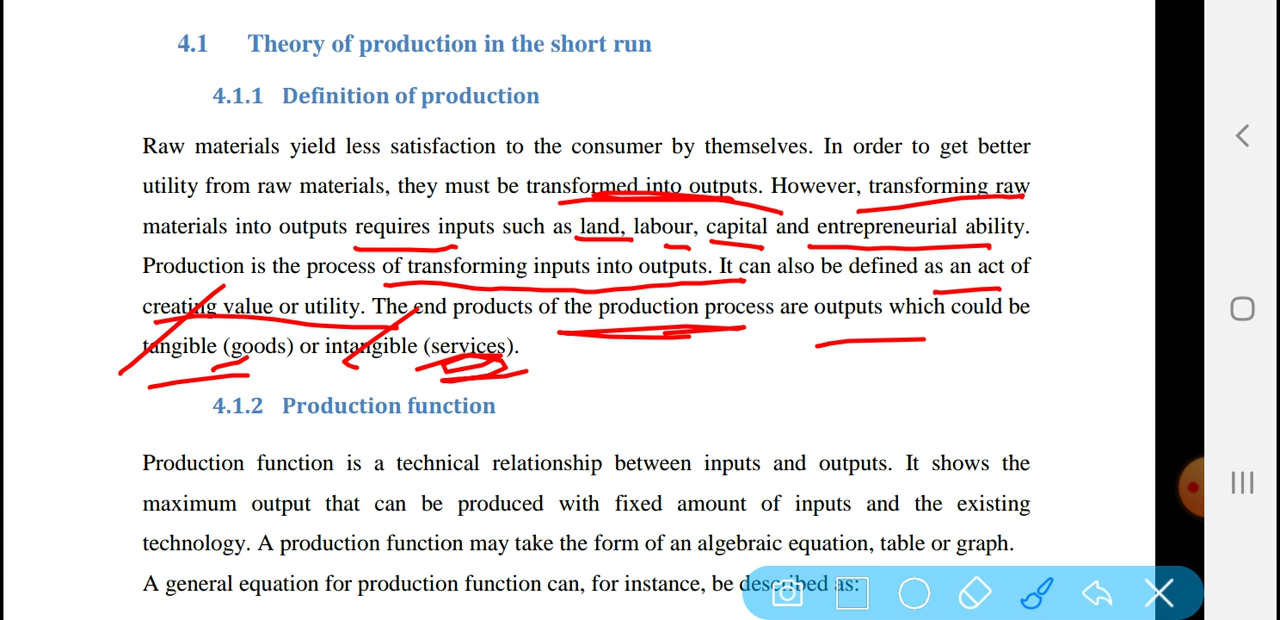 4.1 Theory of production in the short run
4.1.1 Definition of production
Raw materials yield less satisfaction to the consumer by themselves. In order to get better
utility from raw materials, they must be transformed into outputs. However, transforming raw
materials into outputs requires inputs such as land, labour, capital and entrepreneurial ability.
Production is the process of transforming inputs into outputs. It can also be defined as an act of
creating value or utility. The end products of the production process are outputs which could be
tangible (goods) or intangible (services).
4.1.2 Production function
Production function is a technical relationship between inputs and outputs. It shows the
maximum output that can be produced with fixed amount of inputs and the existing
technology. A production function may take the form of an algebraic equation, table or graph.
A general equation for production function can, for instance, be described as: